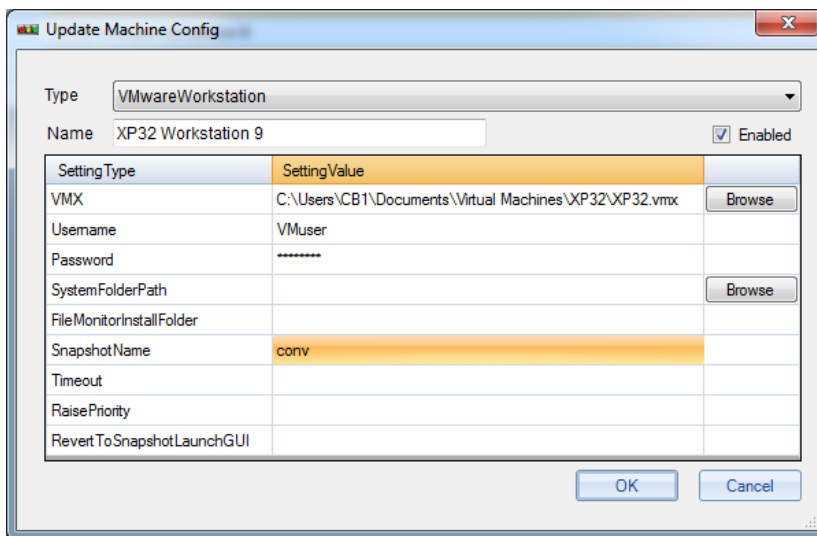 Update Machine Config
Type VMwareWorkstation
Name XP32 Workstation 9 Enabled
SettingType SettingValue
VMX C:\Users\CB1\Documents\Virtual Machines\XP32\XP32.vmx Browse
Username VMuser
Password ********
SystemFolderPath Browse
FileMonitorInstallFolder
SnapshotName conv
Timeout
RaisePriority
RevertToSnapshotLaunchGUI
OK Cancel